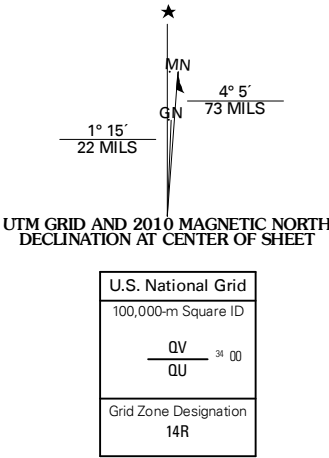 ★
MN
GN
4° 5´
73 MILS
1° 15´
22 MILS
UTM GRID AND 2010 MAGNETIC NORTH
DECLINATION AT CENTER OF SHEET
U.S. National Grid
100,000-m Square ID
QV
34 00
QU
Grid Zone Designation
14R